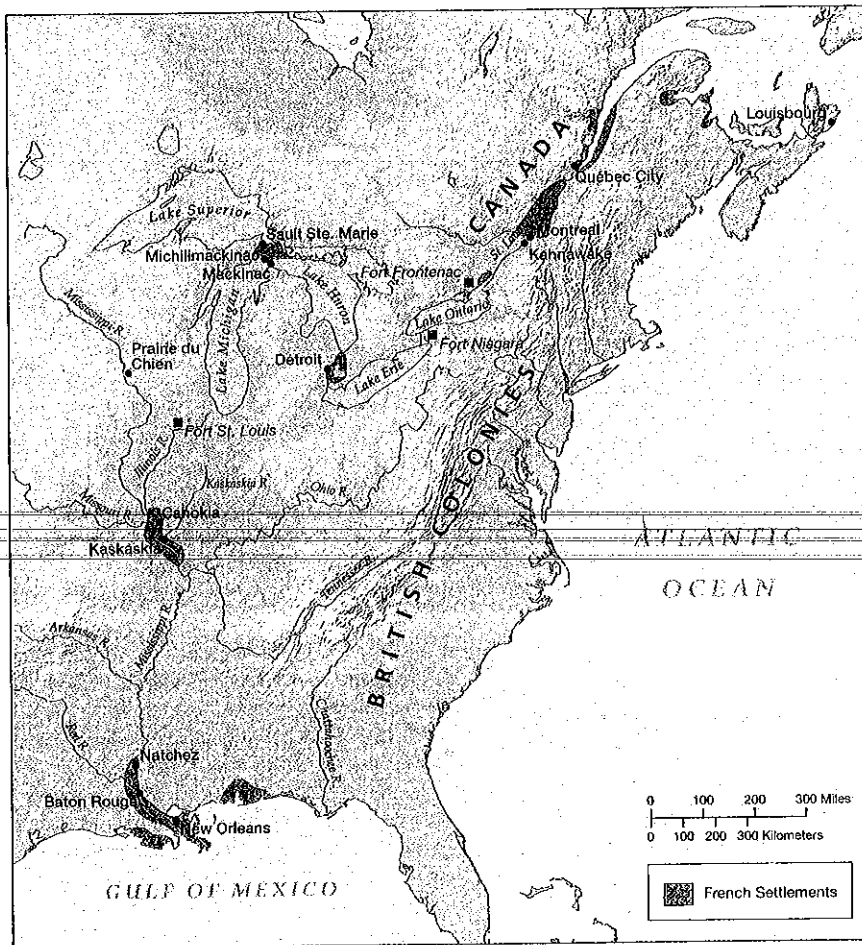 Louisbourg
CANADA
Québec City
Lake Superior
Sault Ste. Marie
Montreal
Michilimackinac
Kahnawake
Mackinac
Fort Frontenac
Lake Huron
Mississippi R.
Lake Michigan
Lake Ontario
Fort Niagara
Prairie du
Chien
Detroit
Lake Erie
Fort St. Louis
Illinois R.
Kaskaskia R.
Ohio R.
Missouri R.
Cahokia
Kaskaskia
BRITISH COLONIES
ATLANTIC
OCEAN
Tennessee R.
Arkansas R.
Mississippi R.
Chattahoochee R.
Red R.
Natchez
Baton Rouge
New Orleans
GULF OF MEXICO
0 100 200 300 Miles
0 100 200 300 Kilometers
French Settlements